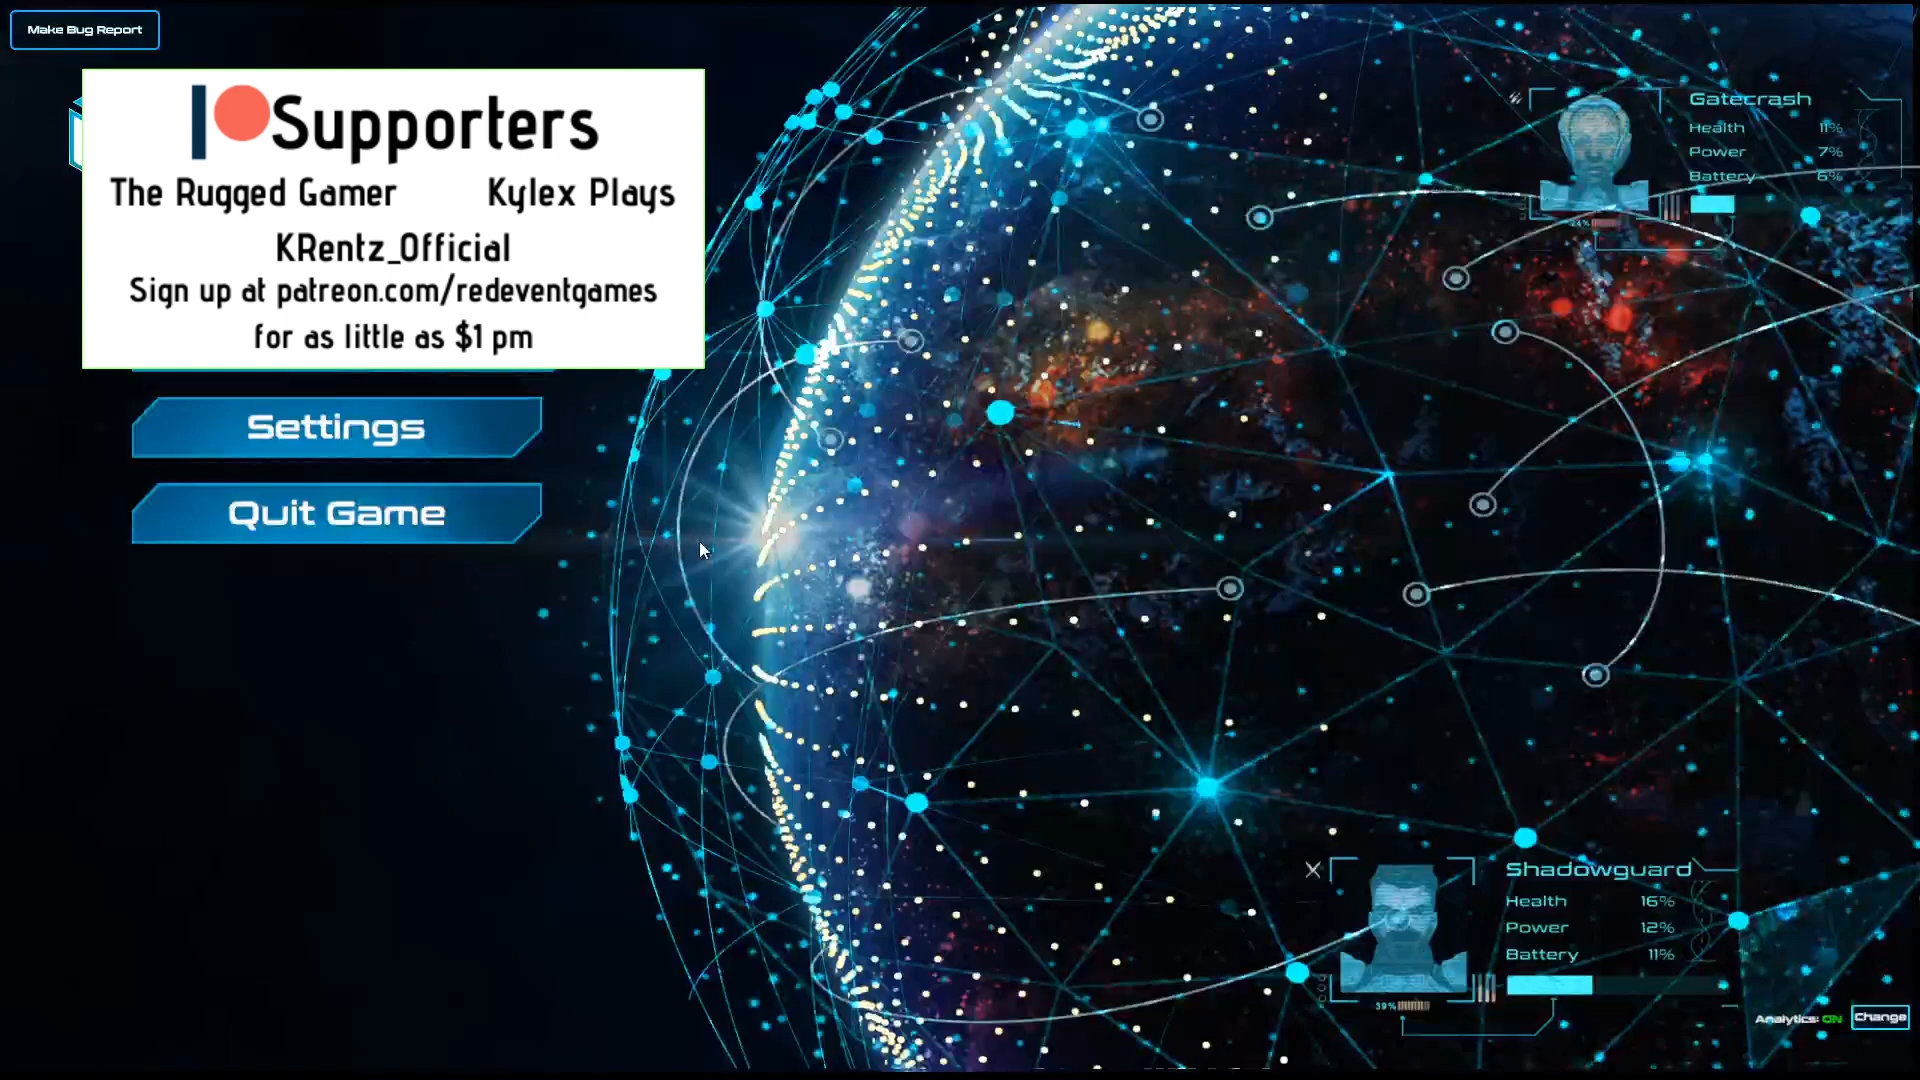 Make Bug Report
Supporters
The Rugged Gamer Kylex Plays
KRentz_Official
Sign up at patreon.com/redeventgames
for as little as $1 pm
Settings
Quit Game
Gatecrash
Health 11%
Power 7%
Battery 6%
24%
Shadowguard
Health 16%
Power 12%
Battery 11%
39%
Analytics: ON Change